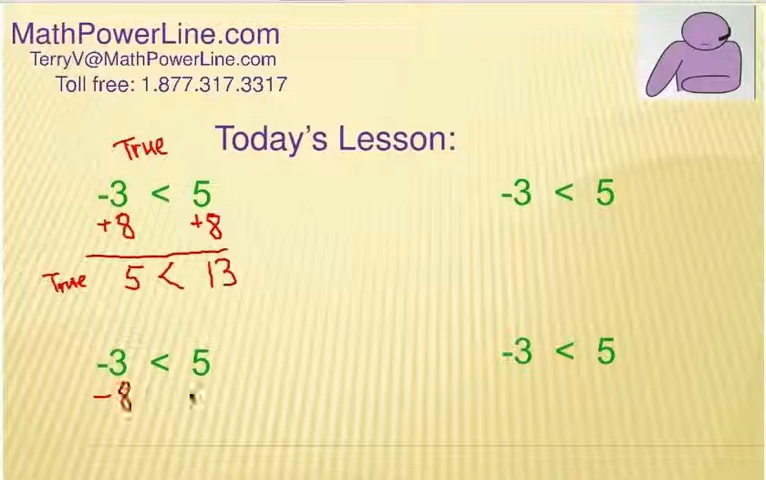 MathPowerLine.com
TerryV@MathPowerLine.com
Toll free: 1.877.317.3317
True
Today's Lesson:
-3 < 5
-3 < 5
+8 +8
True 5 < 13
-3 < 5
-3 < 5
-8